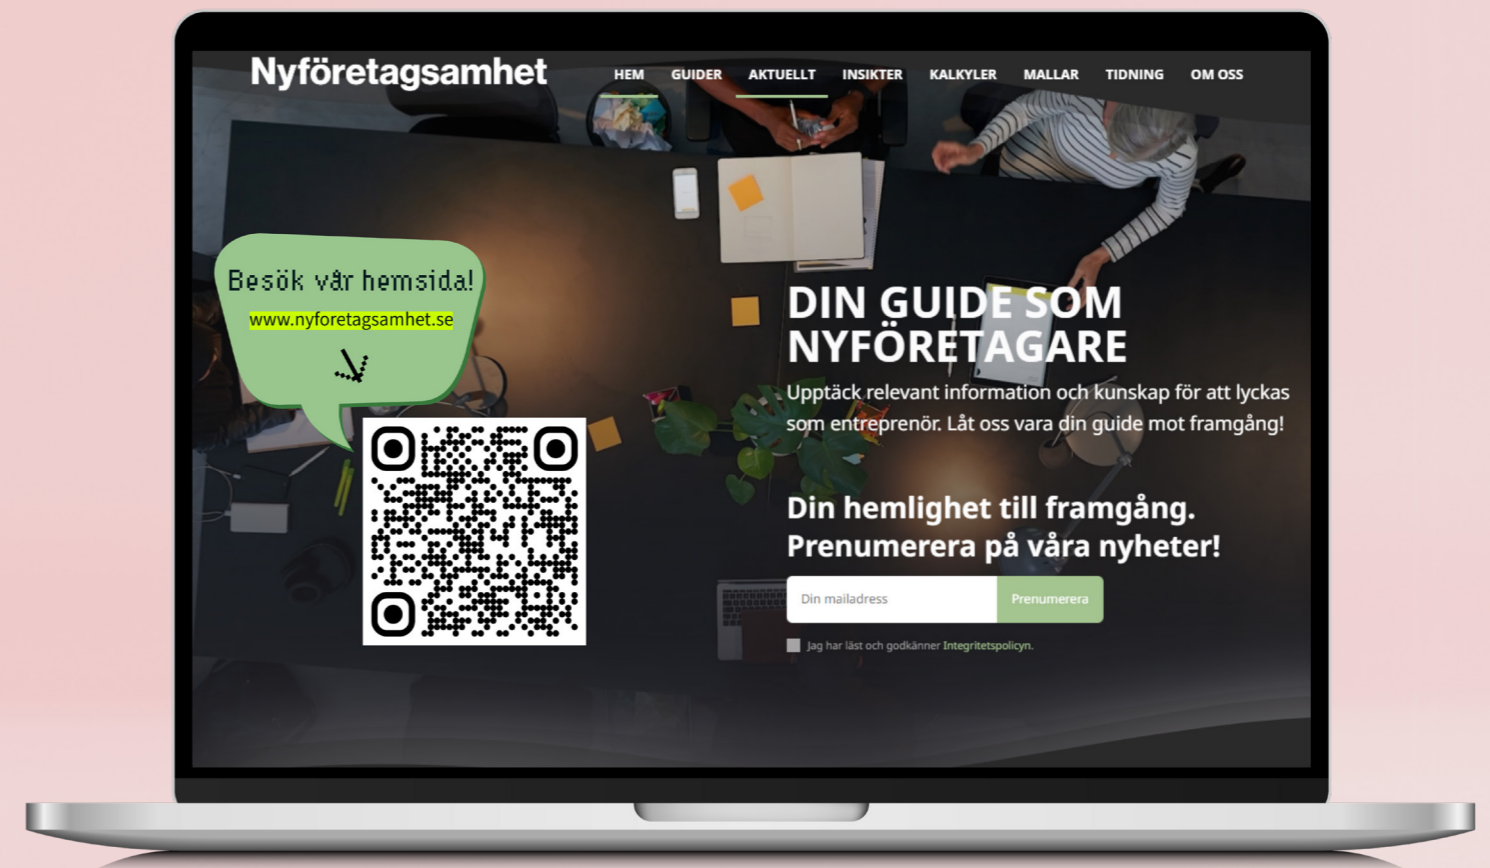 Nyföretagsamhet
HEM GUIDER AKTUELLT INSIKTER KALKYLER MALLAR TIDNING OM OSS
Besök vår hemsida!
www.nyforetagsamhet.se
DIN GUIDE SOM
NYFÖRETAGARE
Upptäck relevant information och kunskap för att lyckas
som entreprenör. Låt oss vara din guide mot framgång!
Din hemlighet till framgång.
Prenumerera på våra nyheter!
Din mailadress
Prenumerera
Jag har läst och godkänner Integritetspolicyn.